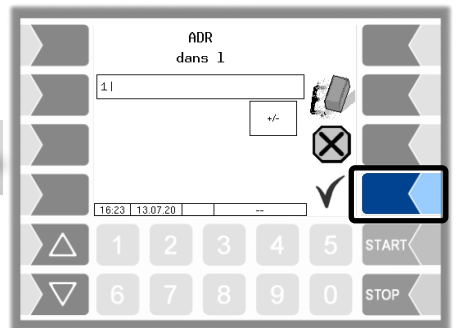 ADR
dans l
1
+/-
16:23 13.07.20 --
1 2 3 4 5 START
6 7 8 9 0 STOP